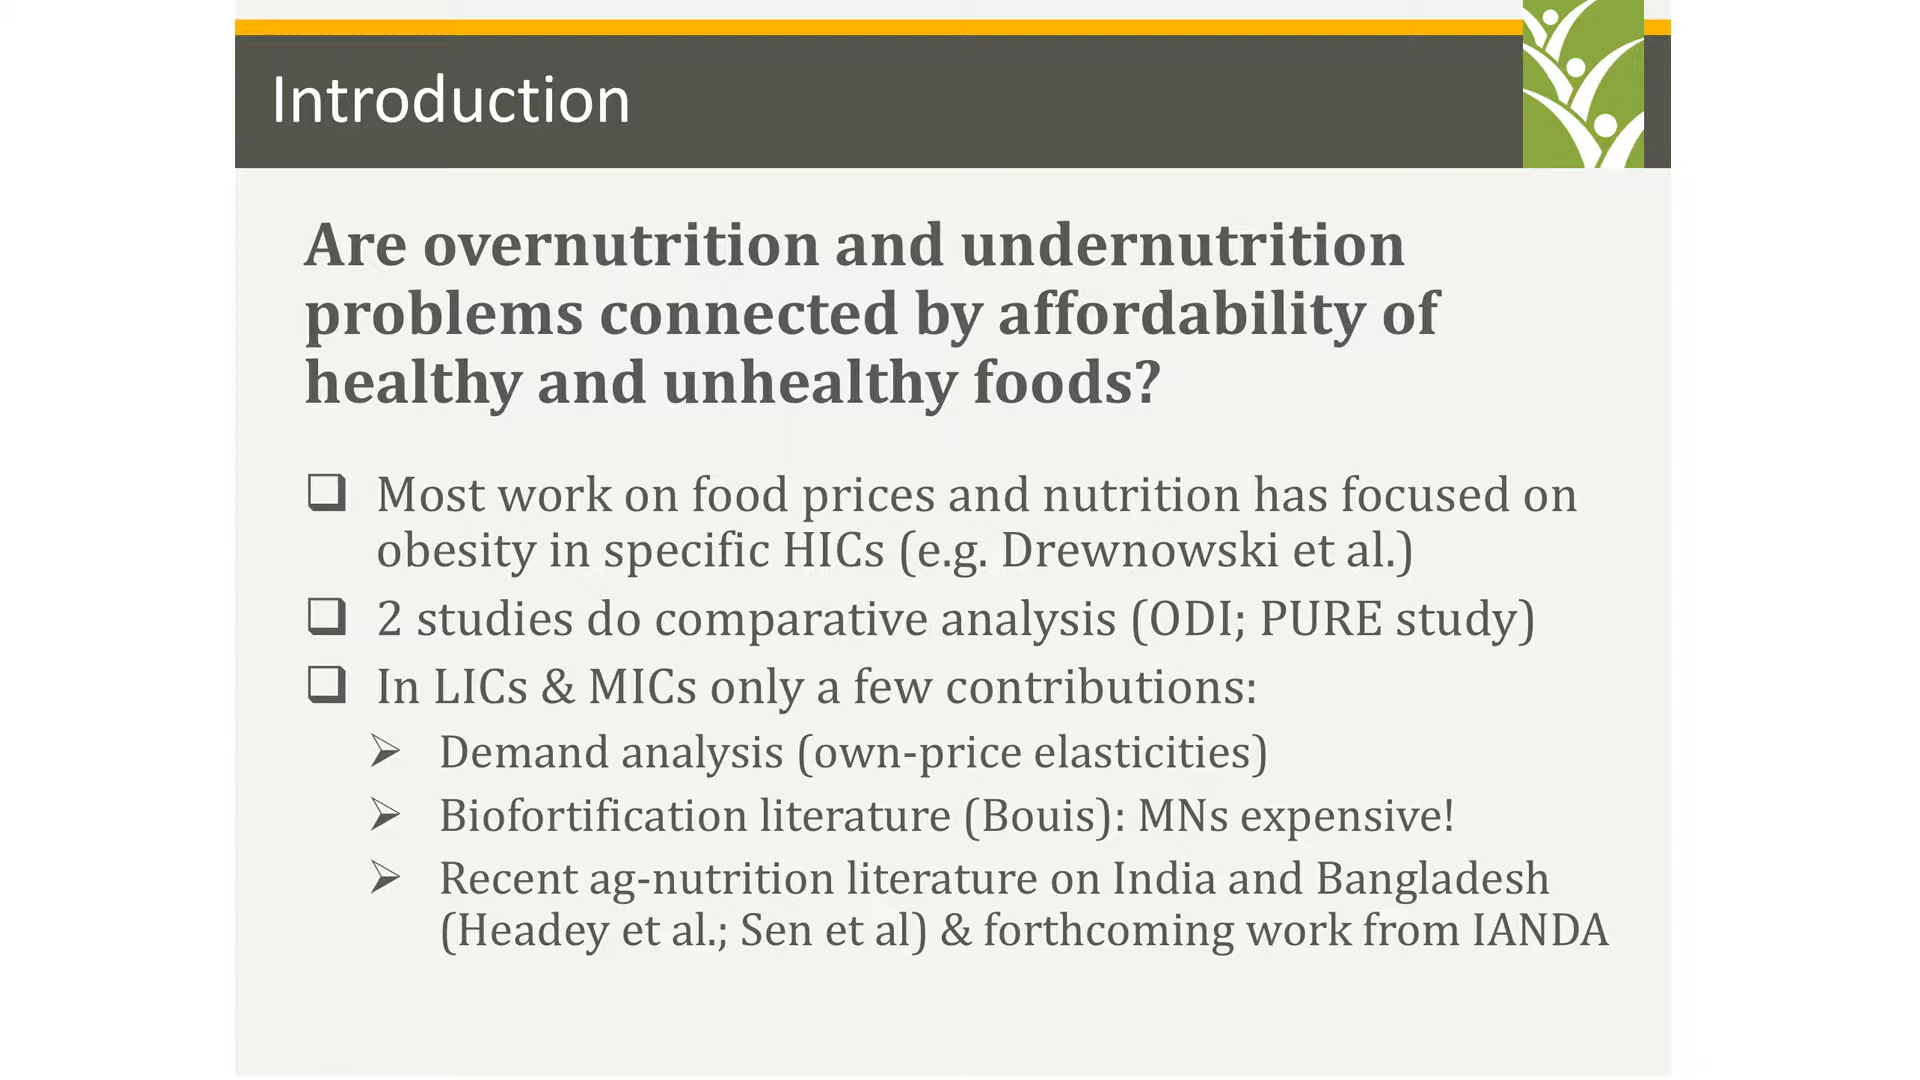 Introduction
Are overnutrition and undernutrition
problems connected by affordability of
healthy and unhealthy foods?
Most work on food prices and nutrition has focused on
obesity in specific HICs (e.g. Drewnowski et al.)
2 studies do comparative analysis (ODI; PURE study)
In LICs & MICs only a few contributions:
Demand analysis (own-price elasticities)
Biofortification literature (Bouis): MNs expensive!
Recent ag-nutrition literature on India and Bangladesh
(Headey et al.; Sen et al) & forthcoming work from IANDA